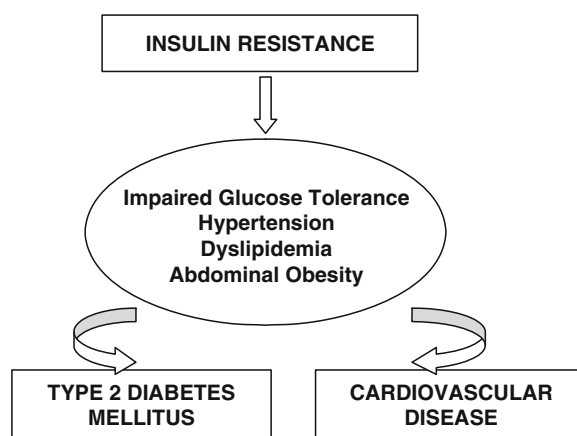 INSULIN RESISTANCE
Impaired Glucose Tolerance
Hypertension
Dyslipidemia
Abdominal Obesity
TYPE 2 DIABETES
MELLITUS
CARDIOVASCULAR
DISEASE